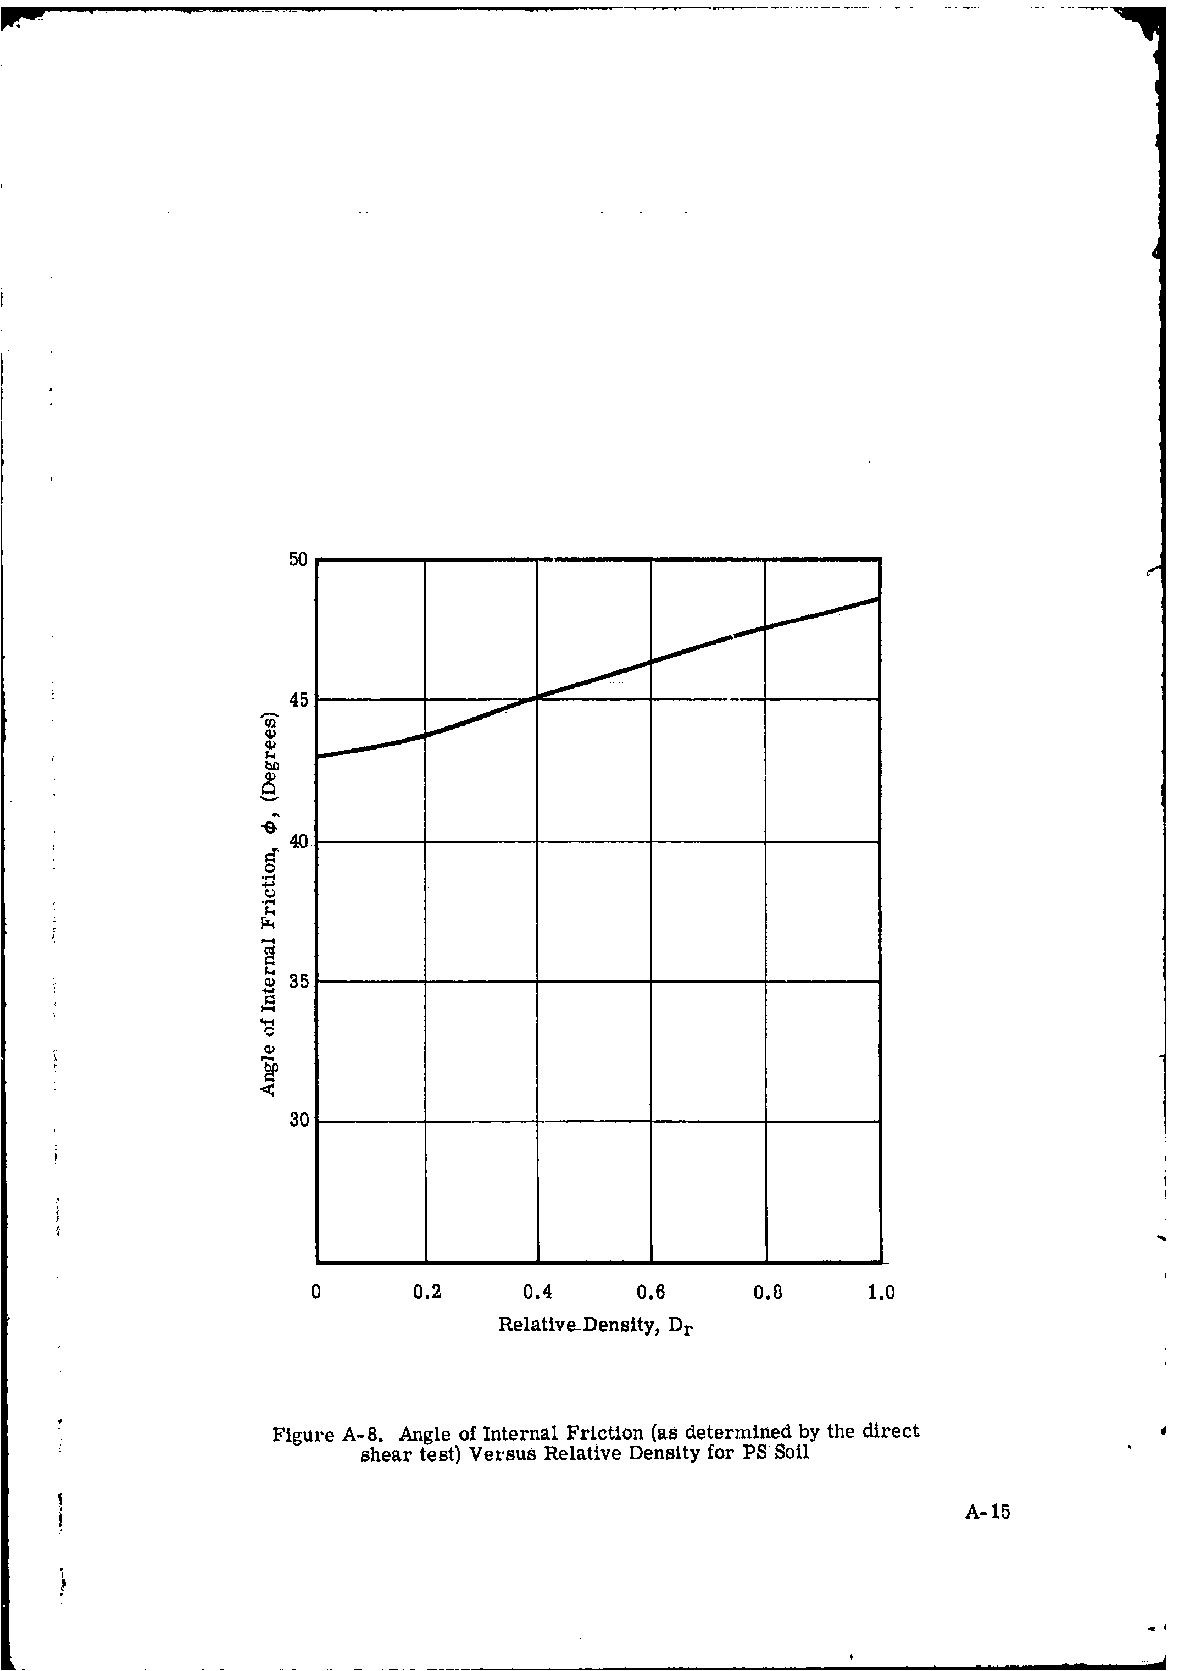 50
45
40
35
30
Angle of Internal Friction, Φ, (Degrees)
0 0.2 0.4 0.6 0.8 1.0
Relative Density, Dr
Figure A-8. Angle of Internal Friction (as determined by the direct
shear test) Versus Relative Density for PS Soil
A-15